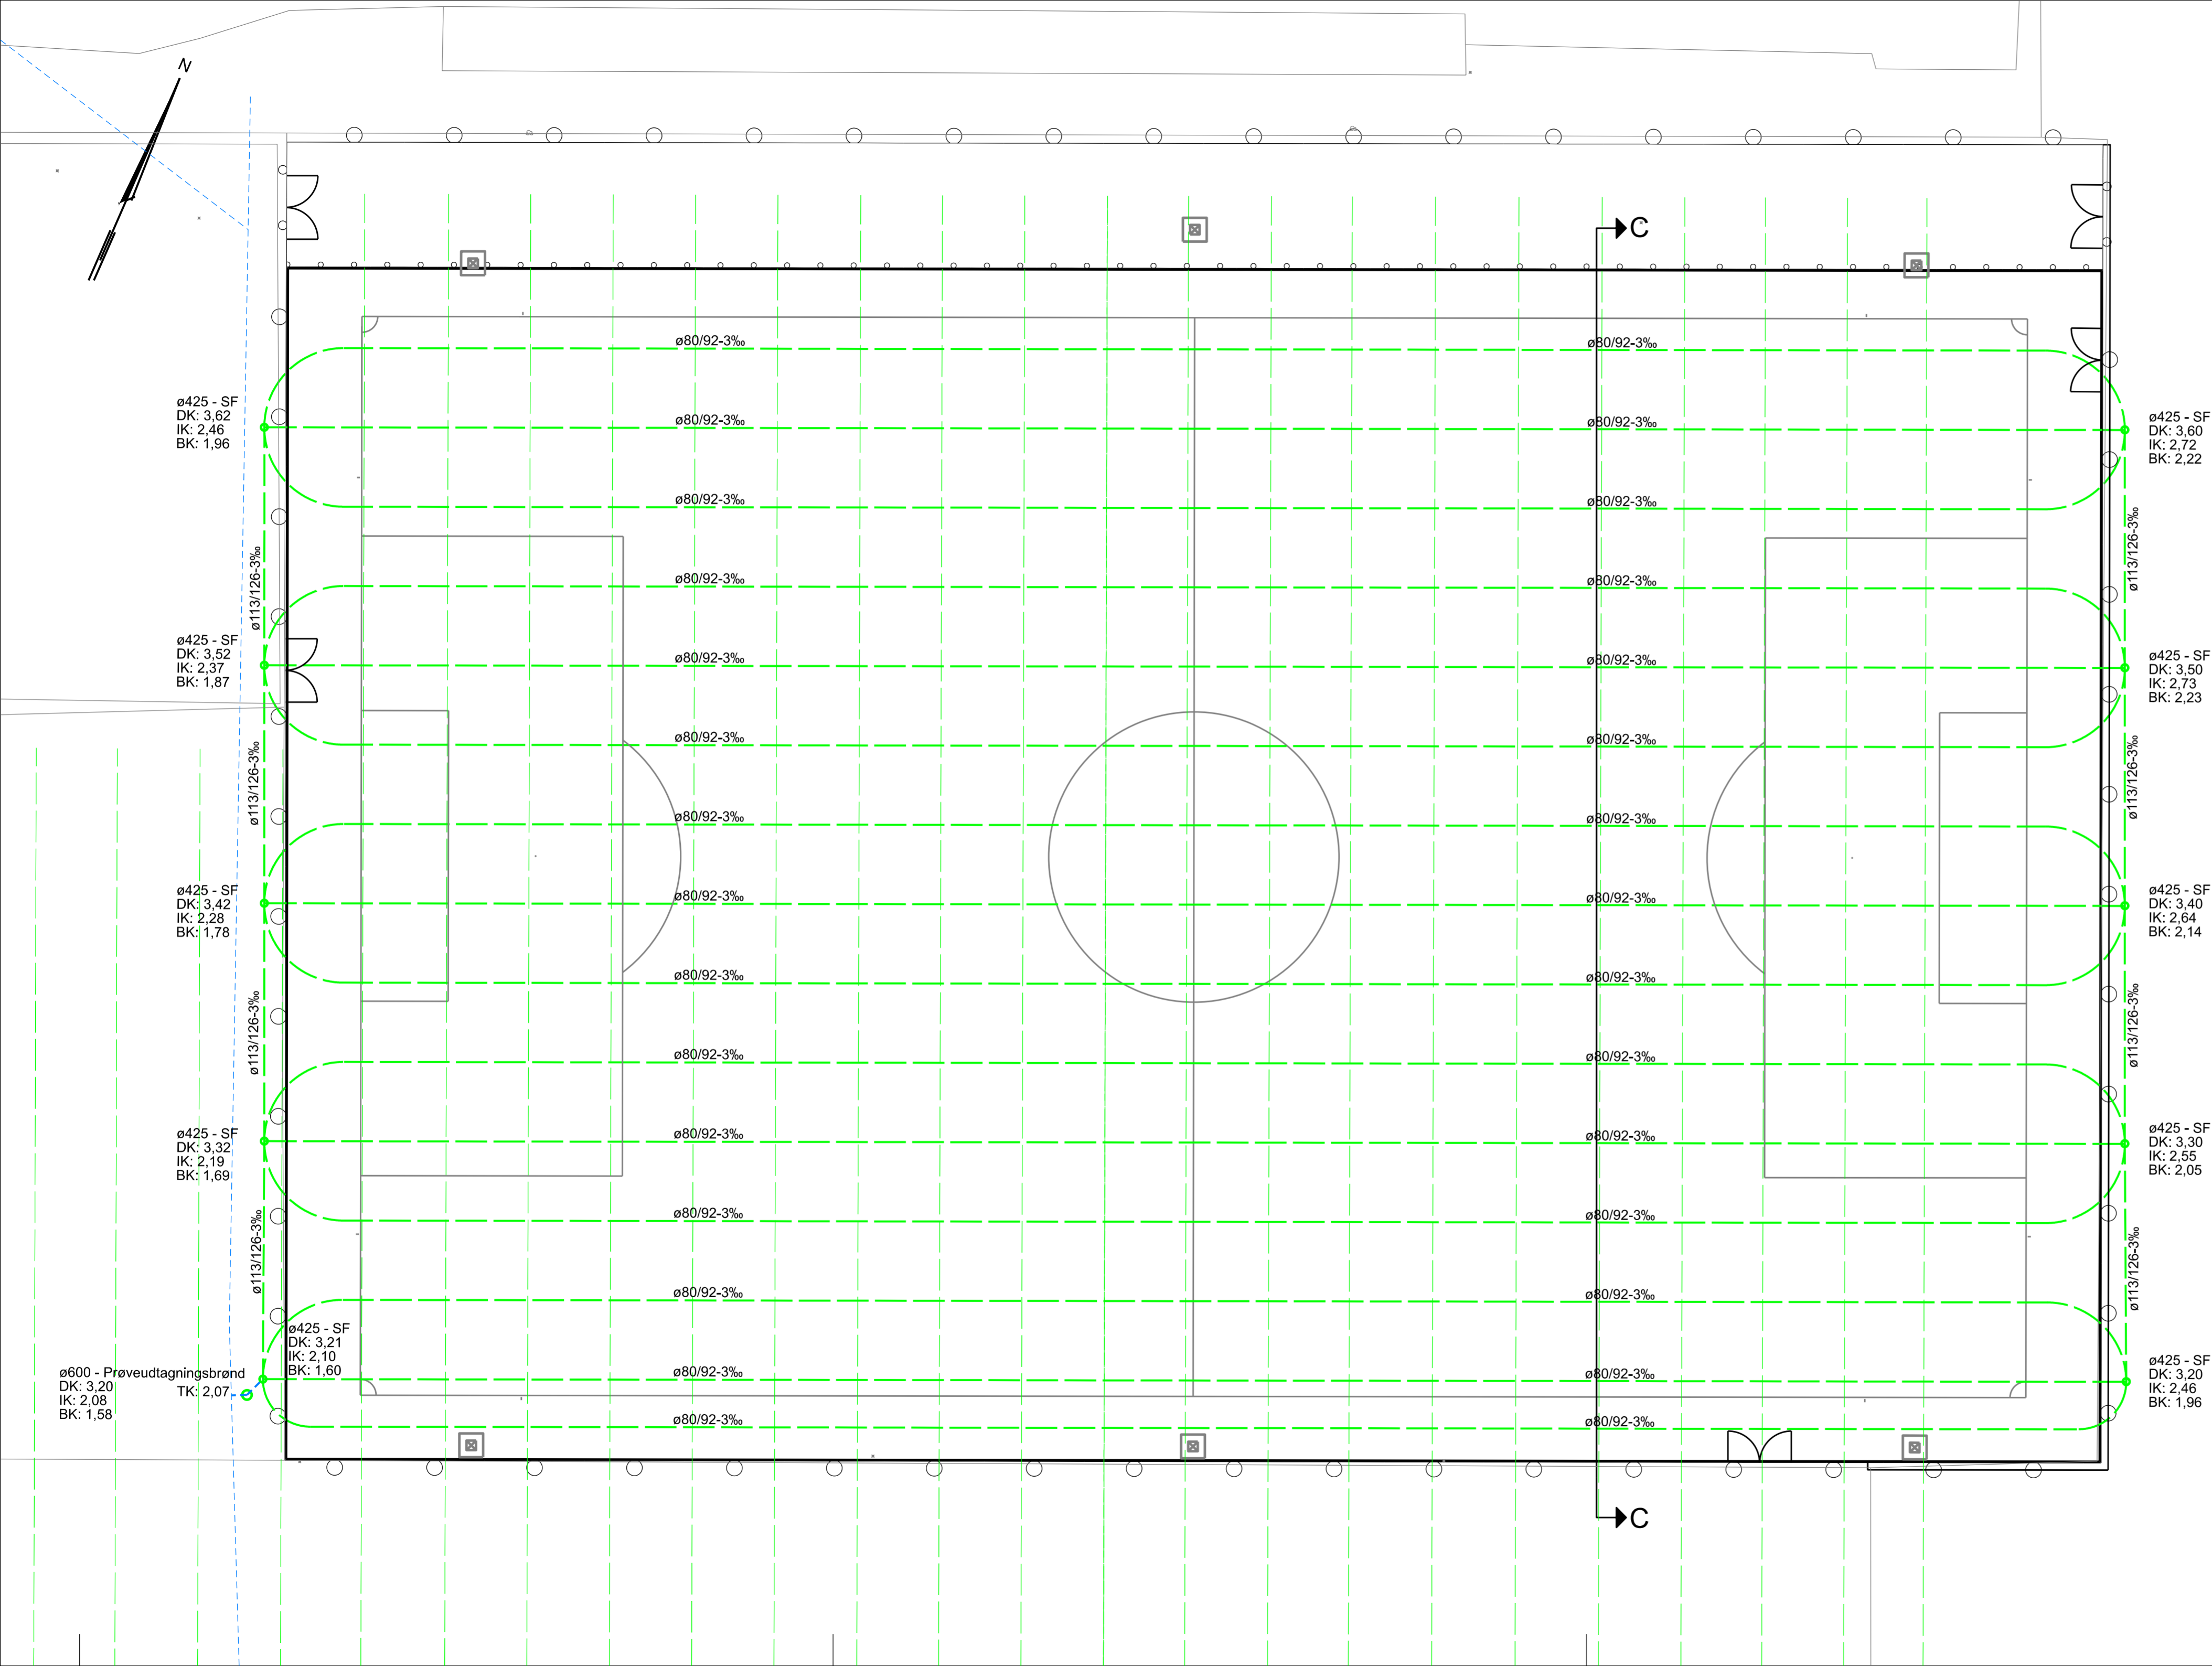 N
C
ø80/92-3‰
ø80/92-3‰
ø425 - SF
DK: 3,62
IK: 2,46
BK: 1,96
ø80/92-3‰
ø80/92-3‰
ø425 - SF
DK: 3,60
IK: 2,72
BK: 2,22
ø80/92-3‰
ø80/92-3‰
ø113/126-3‰
ø113/126-3‰
ø80/92-3‰
ø80/92-3‰
ø425 - SF
DK: 3,52
IK: 2,37
BK: 1,87
ø80/92-3‰
ø80/92-3‰
ø425 - SF
DK: 3,50
IK: 2,73
BK: 2,23
ø80/92-3‰
ø80/92-3‰
ø113/126-3‰
ø113/126-3‰
ø80/92-3‰
ø80/92-3‰
ø425 - SF
DK: 3,42
IK: 2,28
BK: 1,78
ø80/92-3‰
ø80/92-3‰
ø425 - SF
DK: 3,40
IK: 2,64
BK: 2,14
ø80/92-3‰
ø80/92-3‰
ø113/126-3‰
ø113/126-3‰
ø80/92-3‰
ø80/92-3‰
ø425 - SF
DK: 3,32
IK: 2,19
BK: 1,69
ø80/92-3‰
ø80/92-3‰
ø425 - SF
DK: 3,30
IK: 2,55
BK: 2,05
ø80/92-3‰
ø80/92-3‰
ø113/126-3‰
ø113/126-3‰
ø80/92-3‰
ø80/92-3‰
ø425 - SF
DK: 3,21
IK: 2,10
BK: 1,60
ø600 - Prøveudtagningsbrønd
DK: 3,20
IK: 2,08
BK: 1,58
TK: 2,07
ø80/92-3‰
ø80/92-3‰
ø425 - SF
DK: 3,20
IK: 2,46
BK: 1,96
ø80/92-3‰
ø80/92-3‰
C